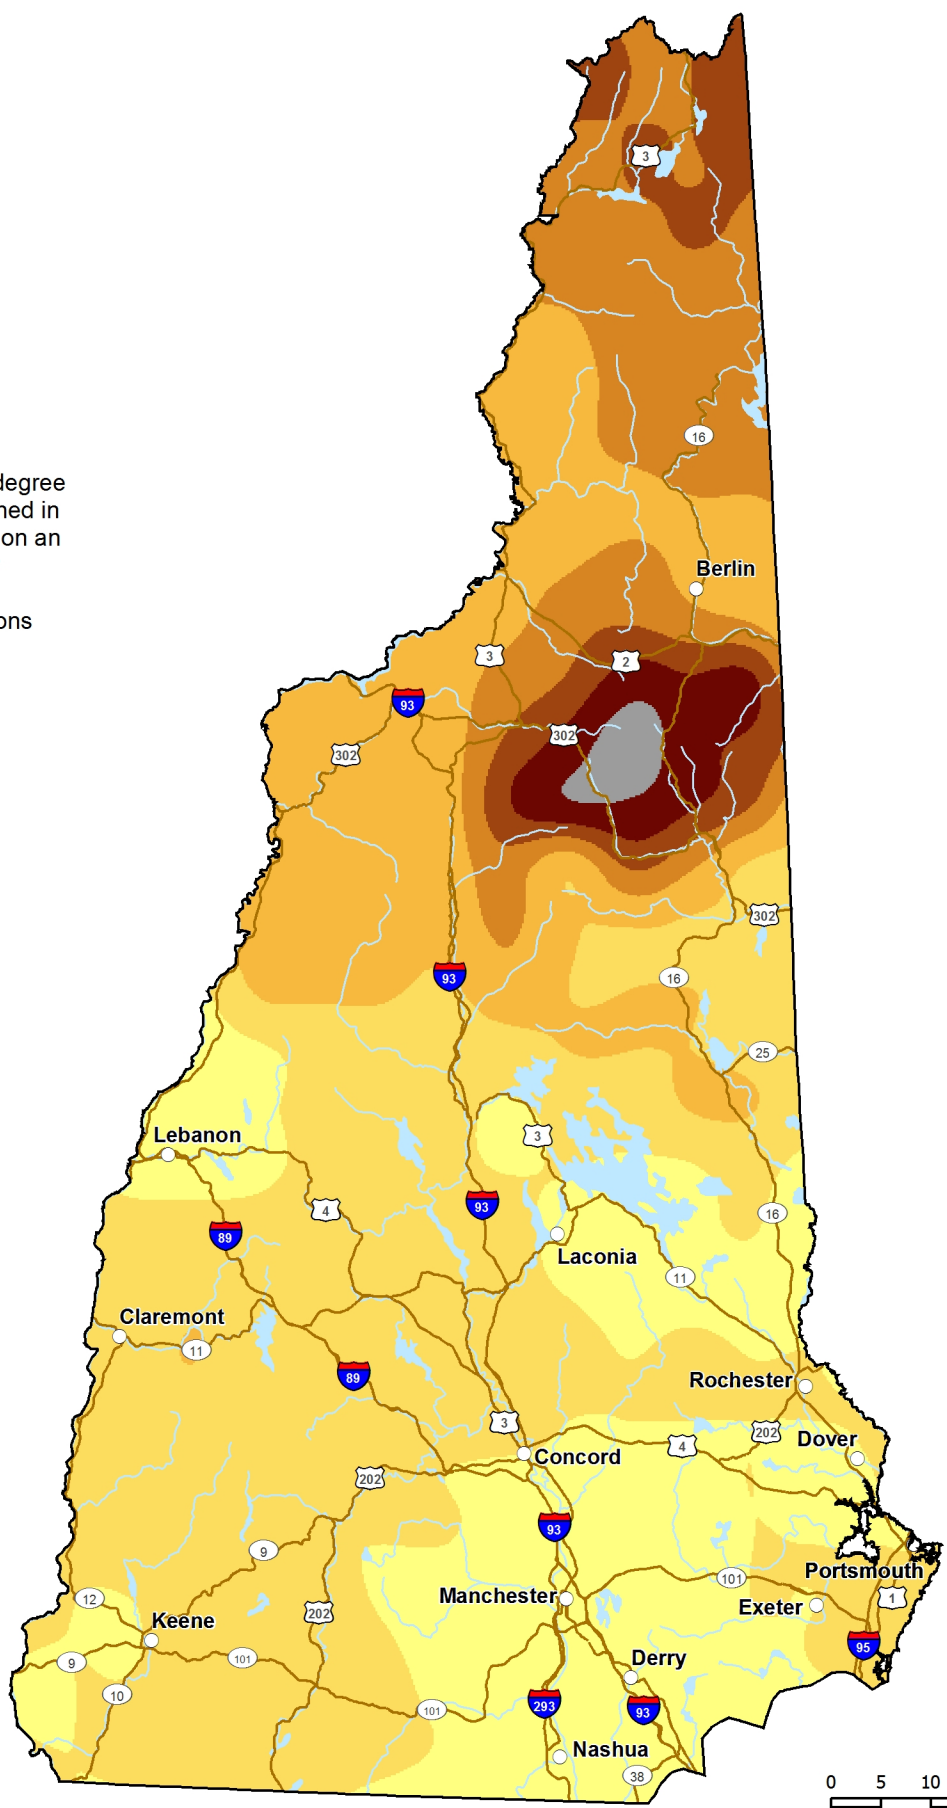 3
16
degree
ned in
on an
Berlin
ons
3
2
93
302
302
302
93
16
25
Lebanon
3
4
93
89
16
Laconia
11
Claremont
11
89
Rochester
3
202
Dover
4
Concord
202
93
9
Portsmouth
101
12
Manchester
1
Exeter
202
Keene
95
101
9
Derry
10
293
93
101
Nashua
38
0 5 10